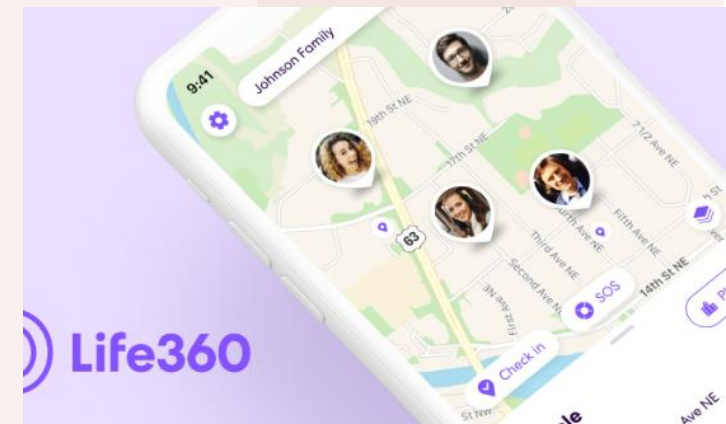 9:41
Johnson Family
19th St NE
17th St NE
7 1/2 Ave NE
63
Fourth Ave NE
Fifth Ave NE
Third Ave NE
Second Ave NE
First Ave NE
14th St NE
SOS
Check in
St NW
Ave NE
Life360